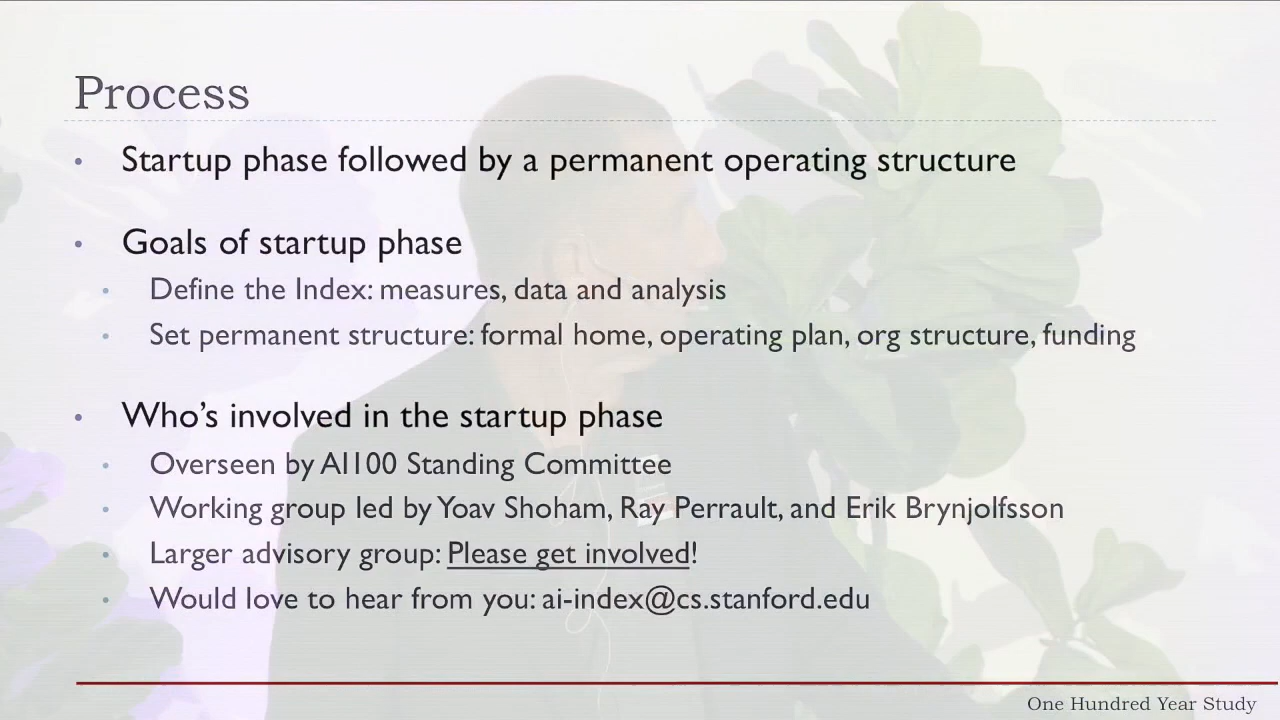 Process
• Startup phase followed by a permanent operating structure
• Goals of startup phase
• Define the Index: measures, data and analysis
• Set permanent structure: formal home, operating plan, org structure, funding
• Who's involved in the startup phase
• Overseen by AI100 Standing Committee
• Working group led by Yoav Shoham, Ray Perrault, and Erik Brynjolfsson
• Larger advisory group: Please get involved!
• Would love to hear from you: ai-index@cs.stanford.edu
One Hundred Year Study